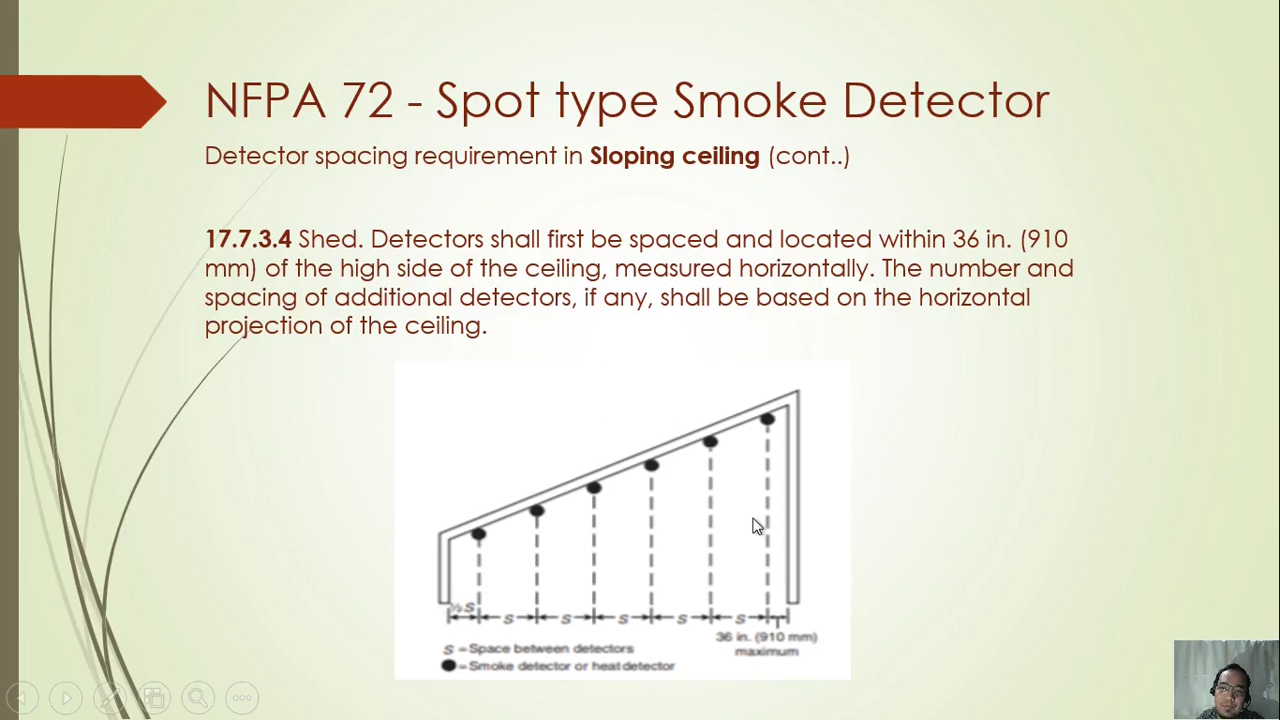 NFPA 72 - Spot type Smoke Detector
Detector spacing requirement in Sloping ceiling (cont..)
17.7.3.4 Shed. Detectors shall first be spaced and located within 36 in. (910
mm) of the high side of the ceiling, measured horizontally. The number and
spacing of additional detectors, if any, shall be based on the horizontal
projection of the ceiling.
½ S
S S S S S
36 in. (910 mm)
maximum
S = Space between detectors
= Smoke detector or heat detector